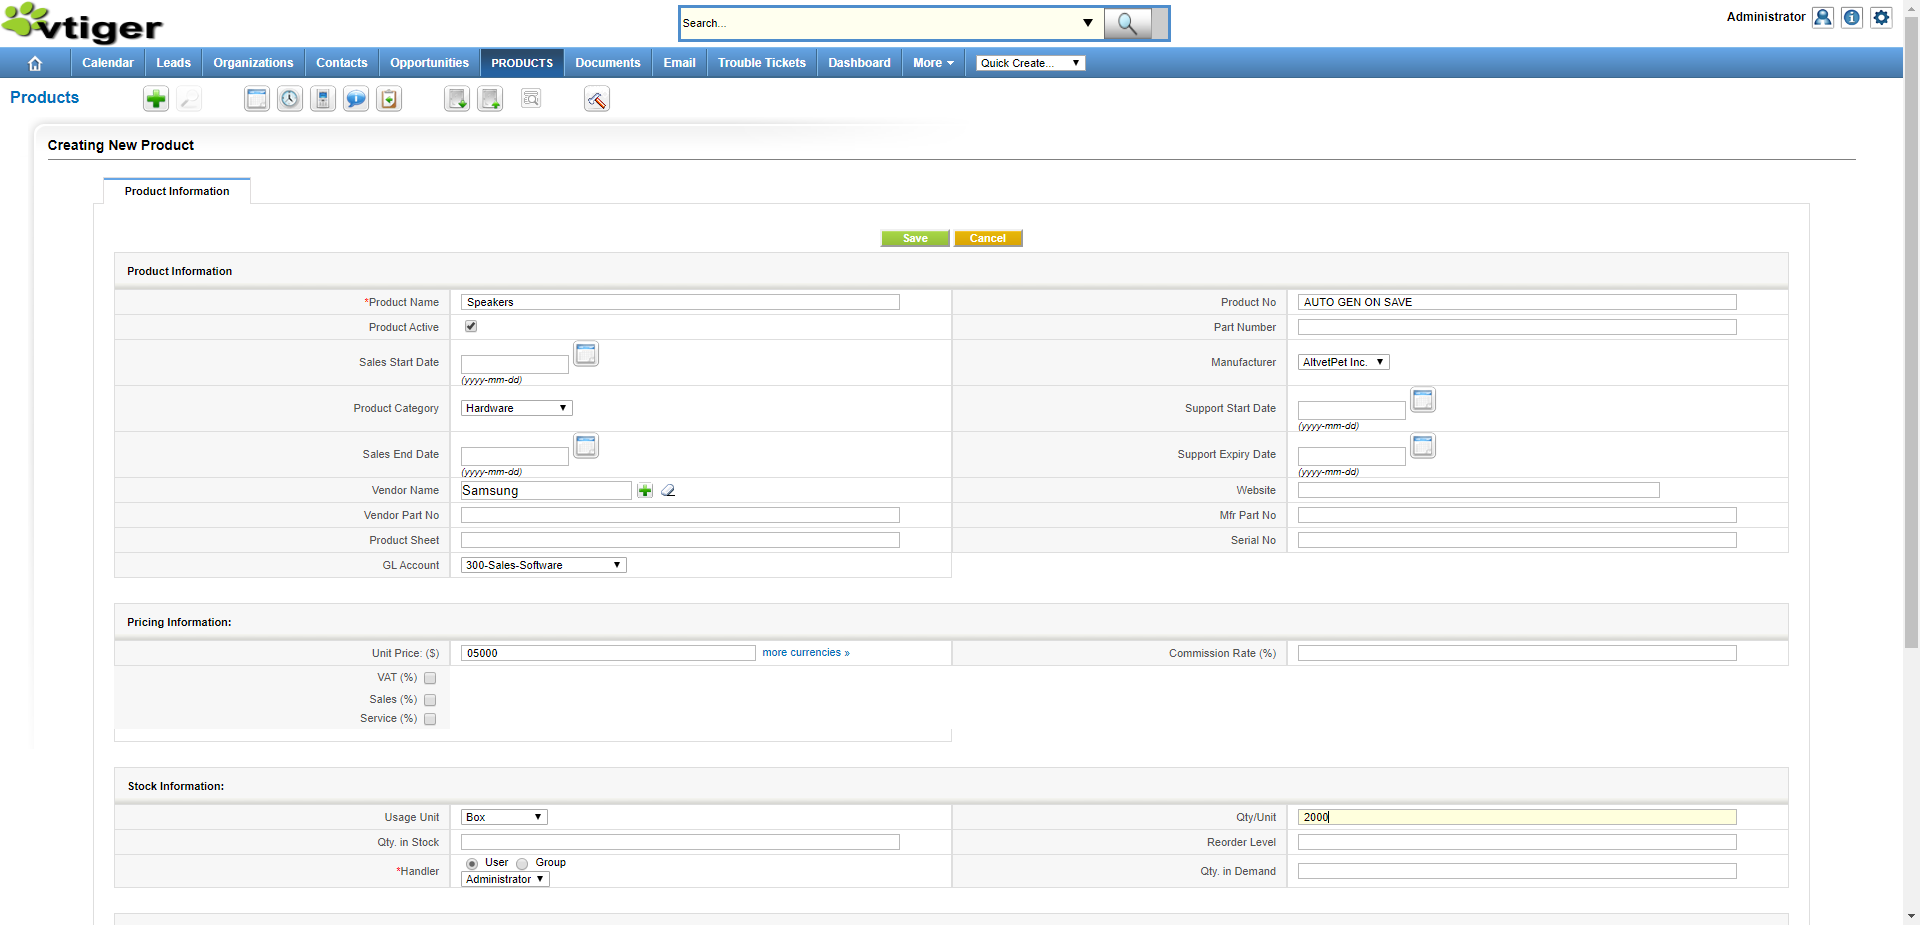 vtiger
Search...
Administrator
Calendar
Leads
Organizations
Contacts
Opportunities
PRODUCTS
Documents
Email
Trouble Tickets
Dashboard
More
Quick Create...
Products
Creating New Product
Product Information
Save
Cancel
Product Information
*Product Name
Speakers
Product No
AUTO GEN ON SAVE
Product Active
Part Number
Sales Start Date
(yyyy-mm-dd)
Manufacturer
AltvetPet Inc.
Product Category
Hardware
Support Start Date
(yyyy-mm-dd)
Sales End Date
(yyyy-mm-dd)
Support Expiry Date
(yyyy-mm-dd)
Vendor Name
Samsung
Website
Vendor Part No
Mfr Part No
Product Sheet
Serial No
GL Account
300-Sales-Software
Pricing Information:
Unit Price: ($)
05000
more currencies »
Commission Rate (%)
VAT (%)
Sales (%)
Service (%)
Stock Information:
Usage Unit
Box
Qty/Unit
2000
Qty. in Stock
Reorder Level
*Handler
User
Group
Administrator
Qty. in Demand